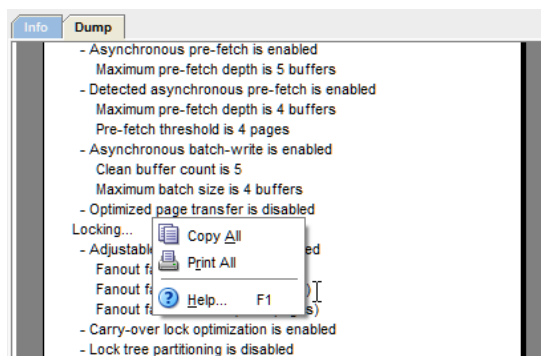 Info Dump
- Asynchronous pre-fetch is enabled
Maximum pre-fetch depth is 5 buffers
- Detected asynchronous pre-fetch is enabled
Maximum pre-fetch depth is 4 buffers
Pre-fetch threshold is 4 pages
- Asynchronous batch-write is enabled
Clean buffer count is 5
Maximum batch size is 4 buffers
- Optimized page transfer is disabled
Locking...
- Adjustabl ed
Fanout fa
Fanout fa )
Fanout fa s)
- Carry-over lock optimization is enabled
- Lock tree partitioning is disabled
Copy All
Print All
Help... F1